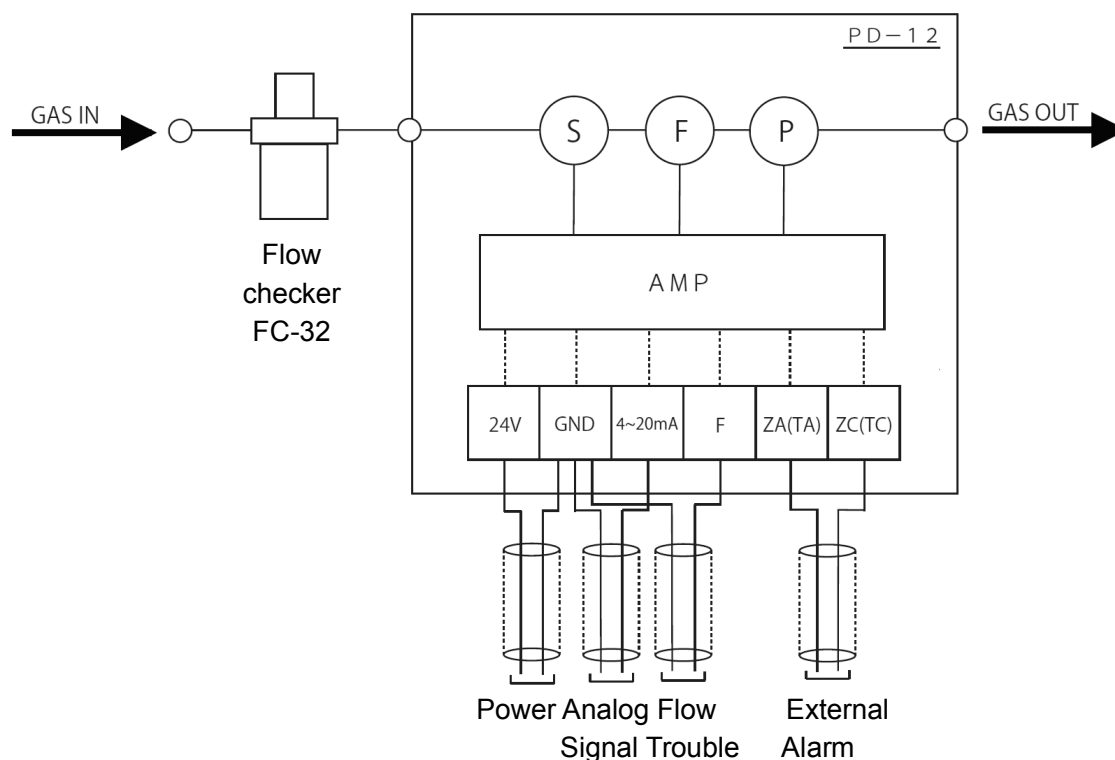 PD-12
GAS IN
GAS OUT
S
F
P
Flow
checker
FC-32
AMP
24V
GND
4~20mA
F
ZA(TA)
ZC(TC)
Power
Analog
Signal
Flow
Trouble
External
Alarm